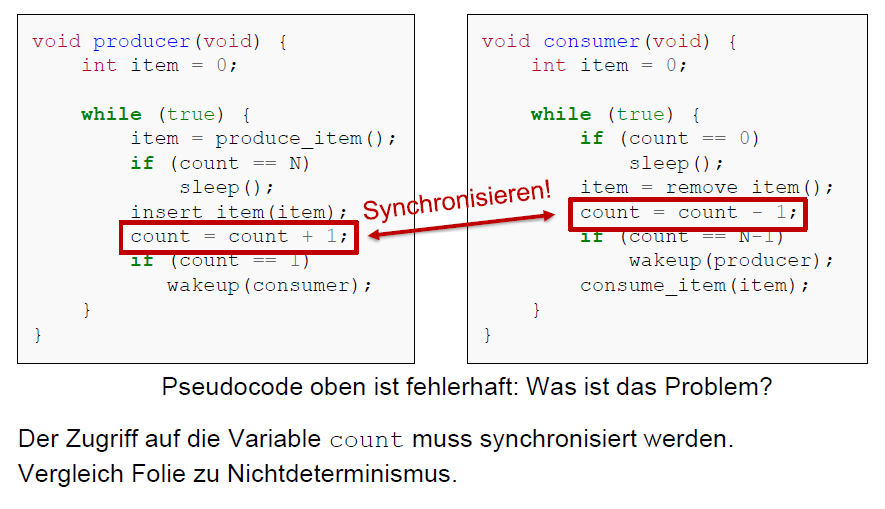 void producer(void) {
    int item = 0;

    while (true) {
        item = produce_item();
        if (count == N)
            sleep();
        insert_item(item);
        count = count + 1;
        if (count == 1)
            wakeup(consumer);
    }
}
void consumer(void) {
    int item = 0;

    while (true) {
        if (count == 0)
            sleep();
        item = remove_item();
        count = count - 1;
        if (count == N-1)
            wakeup(producer);
        consume_item(item);
    }
}
Synchronisieren!
Pseudocode oben ist fehlerhaft: Was ist das Problem?
Der Zugriff auf die Variable count muss synchronisiert werden.
Vergleich Folie zu Nichtdeterminismus.